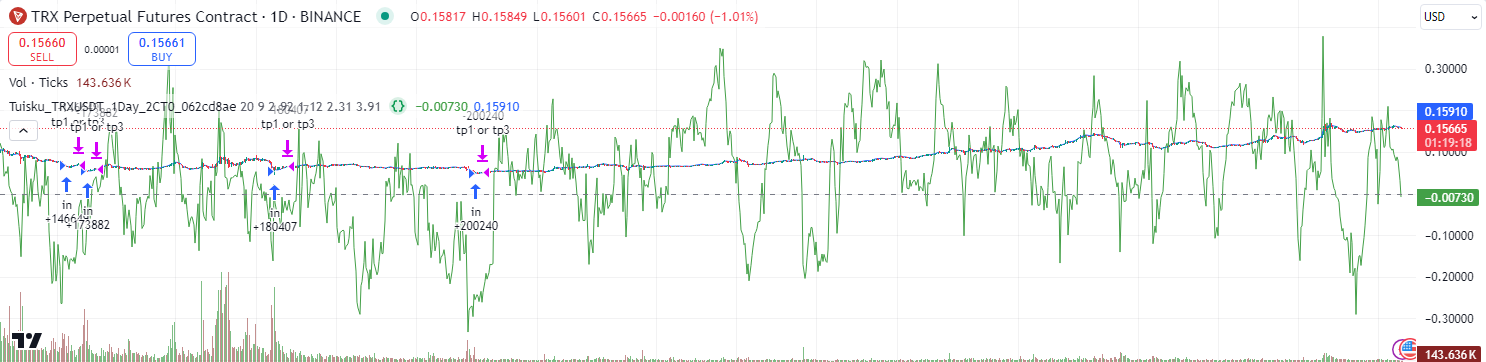 TRX Perpetual Futures Contract · 1D · BINANCE O0.15817 H0.15849 L0.15601 C0.15665 −0.00160 (−1.01%)
USD
0.15660
SELL
0.00001
0.15661
BUY
Vol · Ticks 143.636 K
Tuisku_TRXUSDT_1Day_2CT0_062cd8ae 20 9 2.92 1.12 2.31 3.91 {} −0.00730 0.15910
tp1 or tp3
tp1 or tp3
tp1 or tp3
-200240
tp1 or tp3
in
in
+173882
in
+180407
in
+200240
0.30000
0.15910
0.15665
01:19:18
0.10000
−0.00730
−0.10000
−0.20000
−0.30000
143.636 K